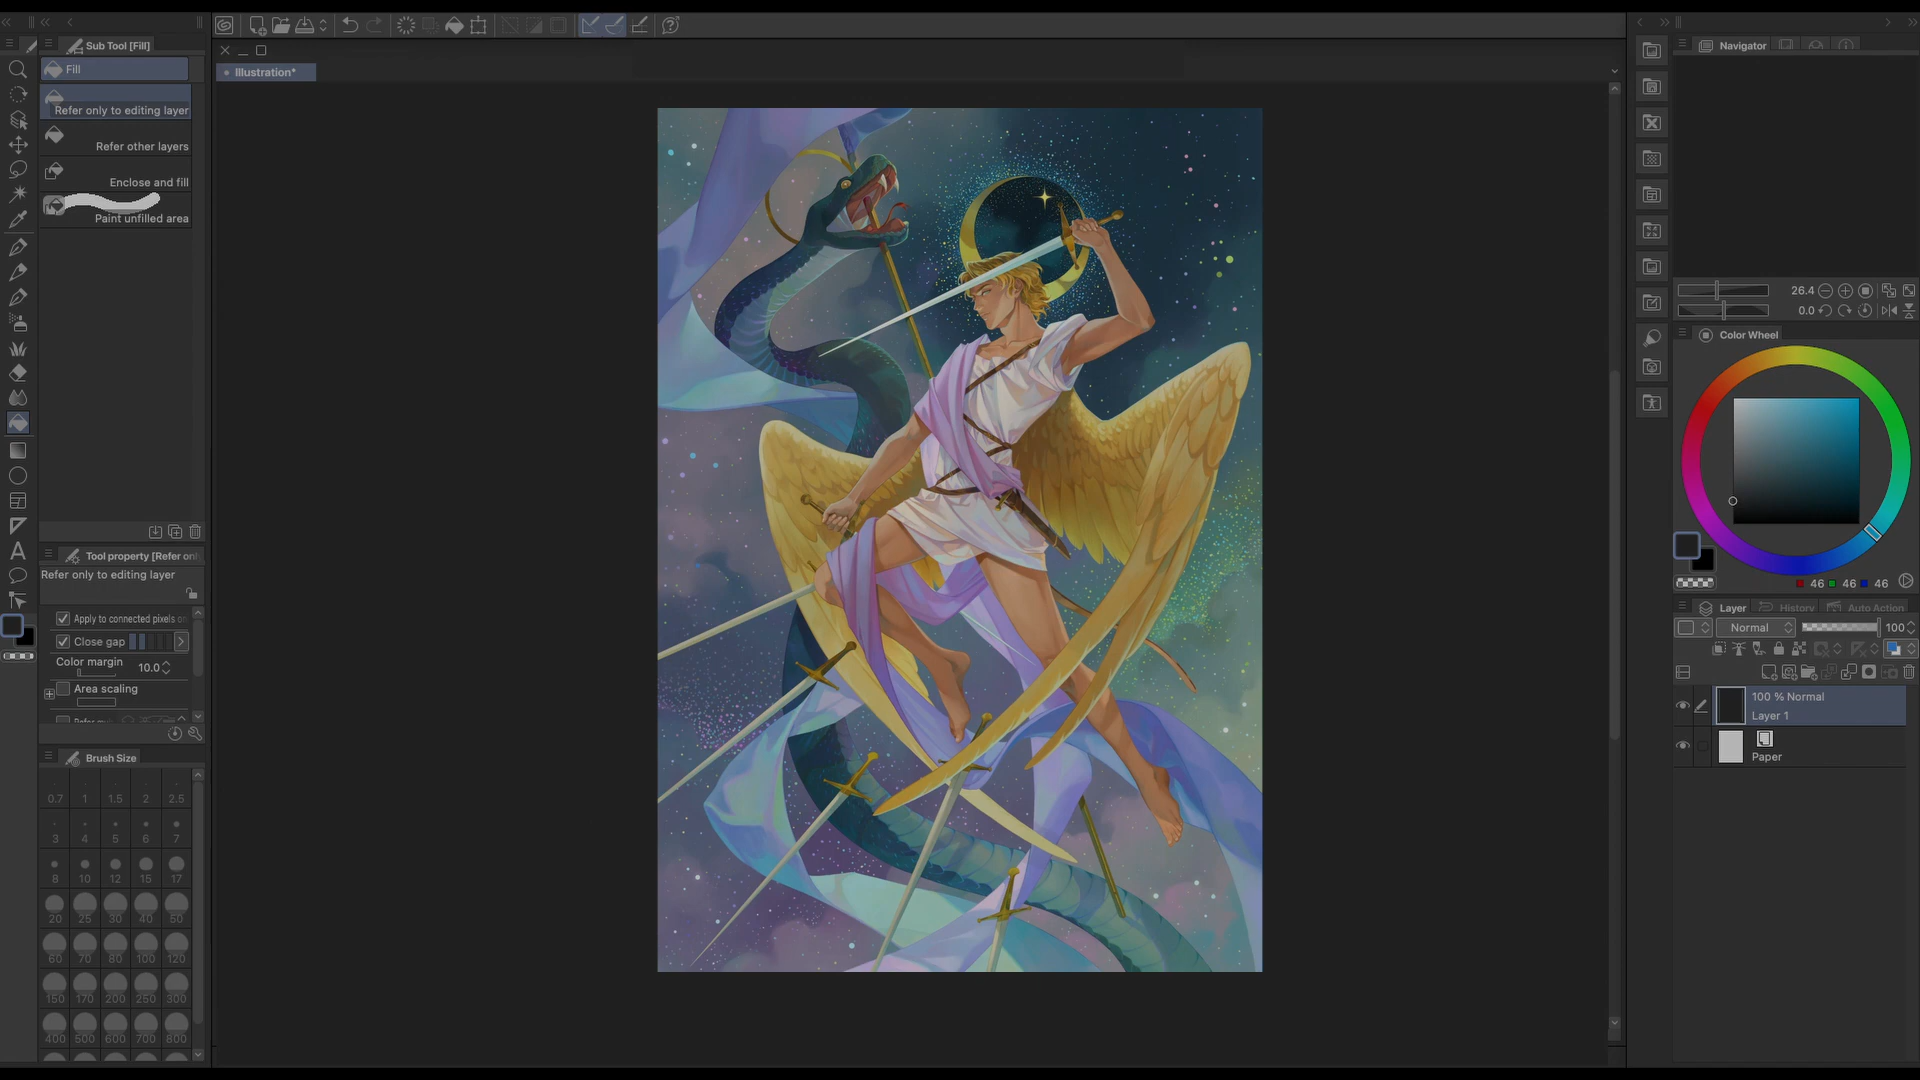 Sub Tool [Fill]
Fill
Refer only to editing layer
Refer other layers
Enclose and fill
Paint unfilled area
Tool property [Refer on
Refer only to editing layer
Apply to connected pixels o
Close gap
Color margin 10.0
Area scaling
Brush Size
0.7 1 1.5 2 2.5
3 4 5 6 7
8 10 12 15 17
20 25 30 40 50
60 70 80 100 120
150 170 200 250 300
400 500 600 700 800
Illustration*
Navigator
26.4
0.0
Color Wheel
46 46 46
Layer History Auto Action
Normal 100
100 % Normal
Layer 1
Paper